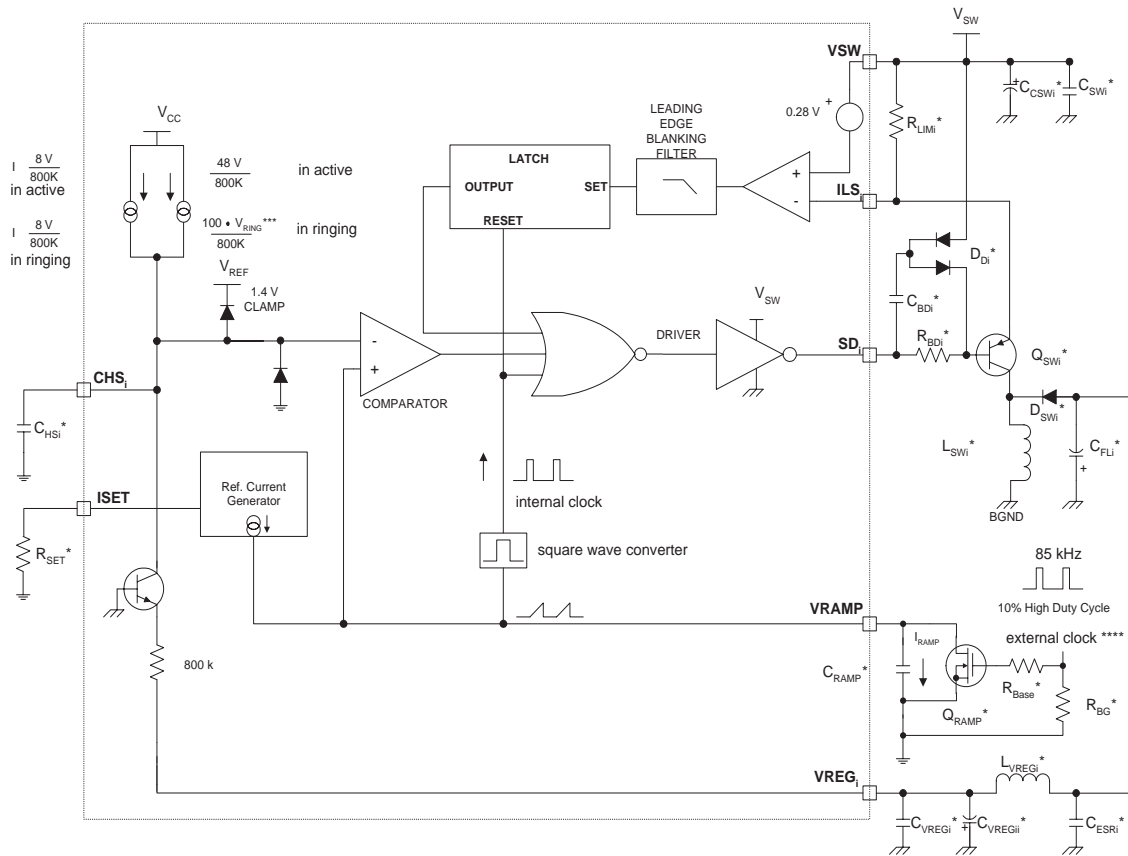 V_SW
VSW
0.28 V +
R_LIMi*
+ C_CSWi*
C_SWi*
V_CC
LEADING
EDGE
BLANKING
FILTER
I 8 V
800K
in active
48 V
800K
in active
LATCH
OUTPUT
SET
RESET
+
-
ILS_i
I 8 V
800K
in ringing
100 • V_RING***
800K
in ringing
D_Di*
V_REF
1.4 V
CLAMP
V_SW
C_BDi*
DRIVER
SD_i
R_BDi*
Q_SWi*
-
+
COMPARATOR
CHS_i
C_HSi*
D_SWi*
L_SWi*
C_FLi*
+
BGND
ISET
R_SET*
Ref. Current
Generator
internal clock
square wave converter
85 kHz
10% High Duty Cycle
external clock ****
VRAMP
I_RAMP
C_RAMP*
Q_RAMP*
R_Base*
R_BG*
800 k
VREG_i
L_VREGi*
C_VREGi*
+ C_VREGii*
C_ESRi*